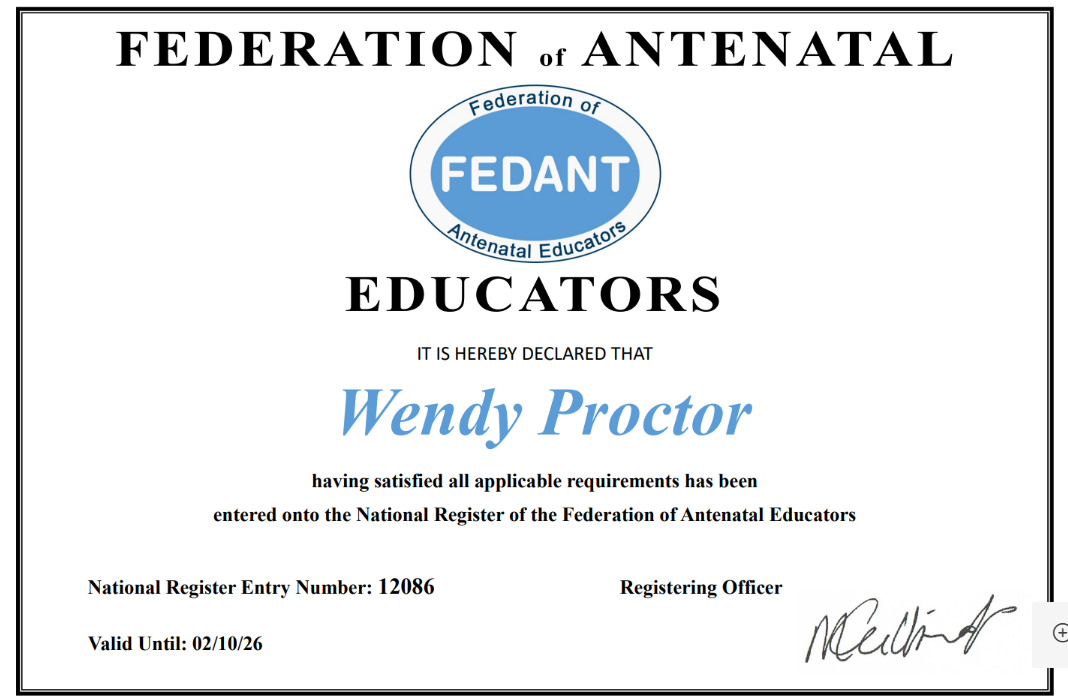 FEDERATION of ANTENATAL
Federation of
FEDANT
Antenatal Educators
EDUCATORS
IT IS HEREBY DECLARED THAT
Wendy Proctor
having satisfied all applicable requirements has been
entered onto the National Register of the Federation of Antenatal Educators
National Register Entry Number: 12086
Registering Officer
Valid Until: 02/10/26